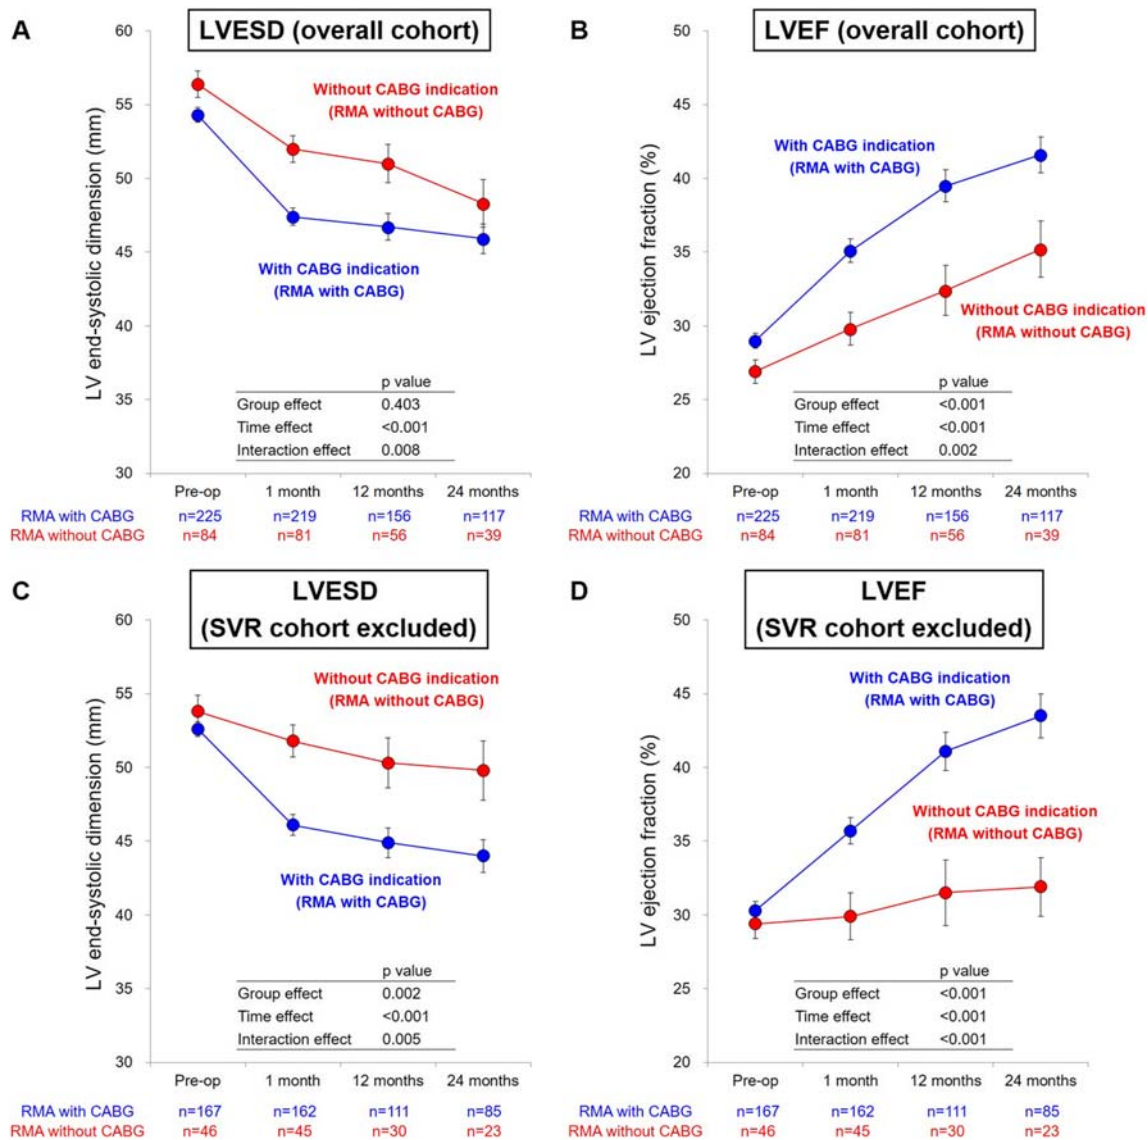 A
LVESD (overall cohort)
LV end-systolic dimension (mm)
60
55
50
45
40
35
30
Without CABG indication
(RMA without CABG)
With CABG indication
(RMA with CABG)
p value
Group effect 0.403
Time effect <0.001
Interaction effect 0.008
Pre-op 1 month 12 months 24 months
RMA with CABG n=225 n=219 n=156 n=117
RMA without CABG n=84 n=81 n=56 n=39
B
LVEF (overall cohort)
LV ejection fraction (%)
50
45
40
35
30
25
20
With CABG indication
(RMA with CABG)
Without CABG indication
(RMA without CABG)
p value
Group effect <0.001
Time effect <0.001
Interaction effect 0.002
Pre-op 1 month 12 months 24 months
RMA with CABG n=225 n=219 n=156 n=117
RMA without CABG n=84 n=81 n=56 n=39
C
LVESD
(SVR cohort excluded)
LV end-systolic dimension (mm)
60
55
50
45
40
35
30
Without CABG indication
(RMA without CABG)
With CABG indication
(RMA with CABG)
p value
Group effect 0.002
Time effect <0.001
Interaction effect 0.005
Pre-op 1 month 12 months 24 months
RMA with CABG n=167 n=162 n=111 n=85
RMA without CABG n=46 n=45 n=30 n=23
D
LVEF
(SVR cohort excluded)
LV ejection fraction (%)
50
45
40
35
30
25
20
With CABG indication
(RMA with CABG)
Without CABG indication
(RMA without CABG)
p value
Group effect <0.001
Time effect <0.001
Interaction effect <0.001
Pre-op 1 month 12 months 24 months
RMA with CABG n=167 n=162 n=111 n=85
RMA without CABG n=46 n=45 n=30 n=23